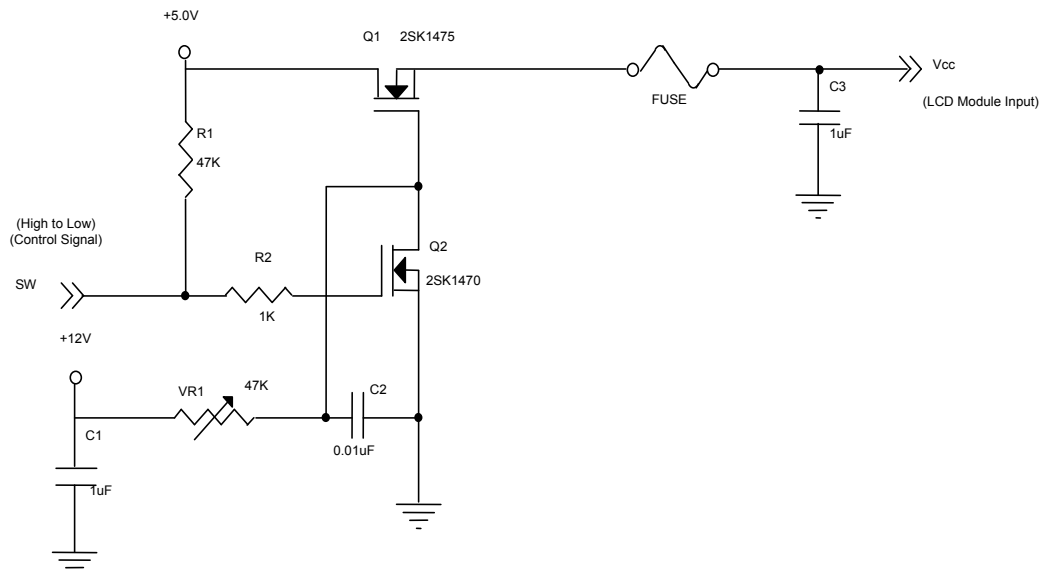 +5.0V
Q1 2SK1475
Vcc
C3
FUSE
(LCD Module Input)
R1
1uF
47K
(High to Low)
(Control Signal)
Q2
R2
2SK1470
SW
1K
+12V
VR1
47K
C2
C1
0.01uF
1uF